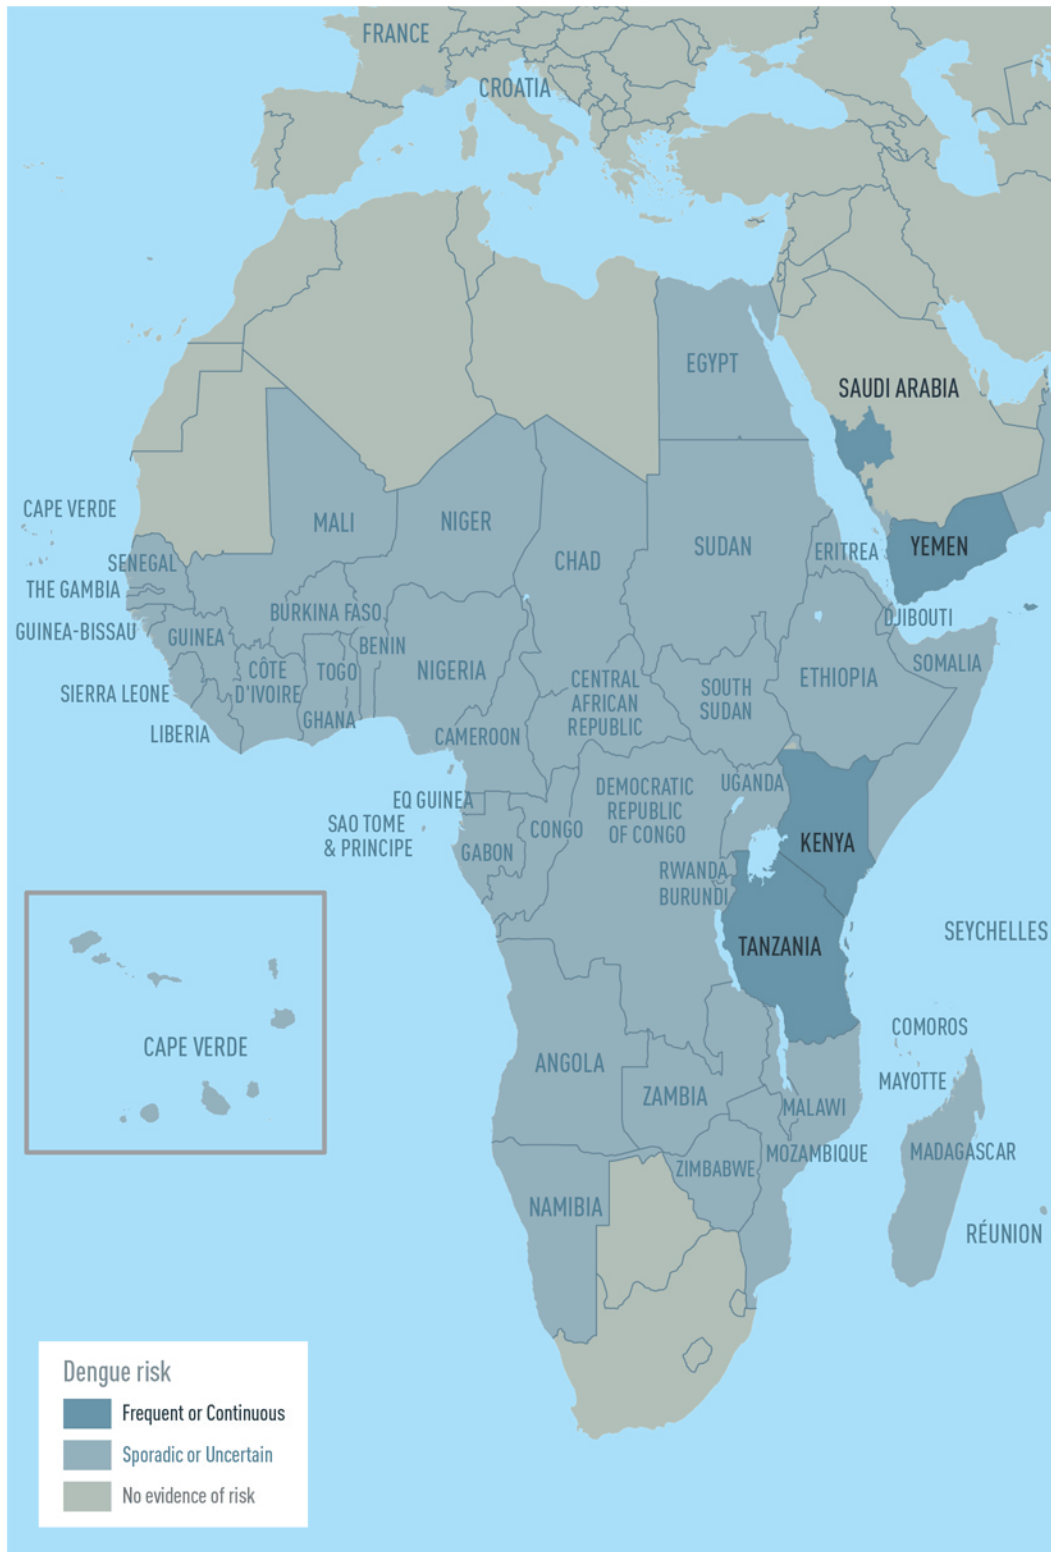 FRANCE
CROATIA
EGYPT
SAUDI ARABIA
CAPE VERDE
MALI
NIGER
CHAD
SUDAN
ERITREA
YEMEN
SENEGAL
THE GAMBIA
GUINEA-BISSAU
GUINEA
BURKINA FASO
BENIN
DJIBOUTI
SIERRA LEONE
CÔTE
D'IVOIRE
TOGO
NIGERIA
CENTRAL
AFRICAN
REPUBLIC
SOUTH
SUDAN
ETHIOPIA
SOMALIA
LIBERIA
GHANA
CAMEROON
EQ GUINEA
SAO TOME
& PRINCIPE
GABON
CONGO
DEMOCRATIC
REPUBLIC
OF CONGO
UGANDA
KENYA
RWANDA
BURUNDI
TANZANIA
SEYCHELLES
CAPE VERDE
ANGOLA
ZAMBIA
MALAWI
COMOROS
MAYOTTE
MOZAMBIQUE
MADAGASCAR
ZIMBABWE
NAMIBIA
RÉUNION
Dengue risk
Frequent or Continuous
Sporadic or Uncertain
No evidence of risk